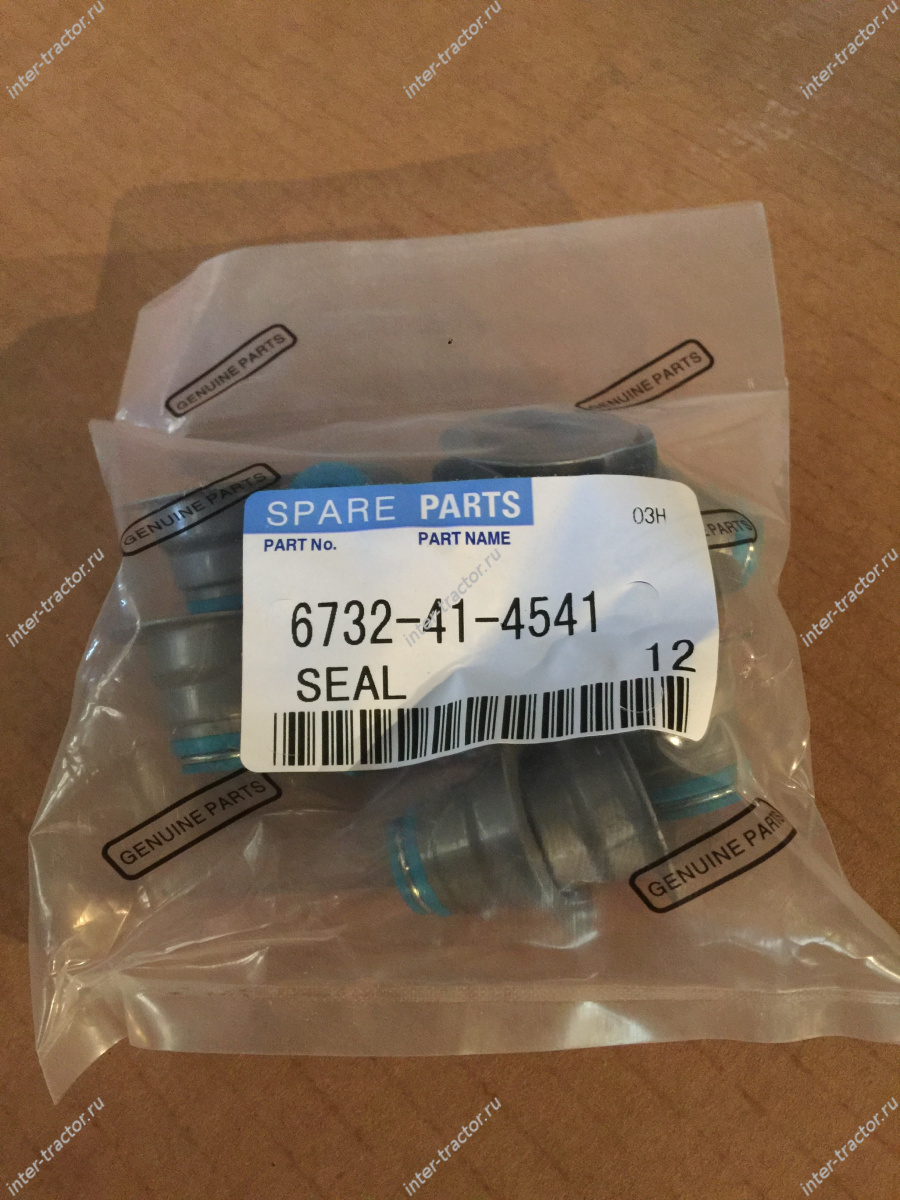 inter-tractor.ru
inter-tractor.ru
inter-tractor.ru
GENUINE PARTS
GENUINE PARTS
GENUINE PARTS
SPARE PARTS
03H
PARTS
PART No.
PART NAME
inter-tractor.ru
inter-tractor.ru
inter-tractor.ru
6732-41-4541
SEAL
12
GENUINE PARTS
GENUINE PARTS
inter-tractor.ru
inter-tractor.ru
inter-tractor.ru